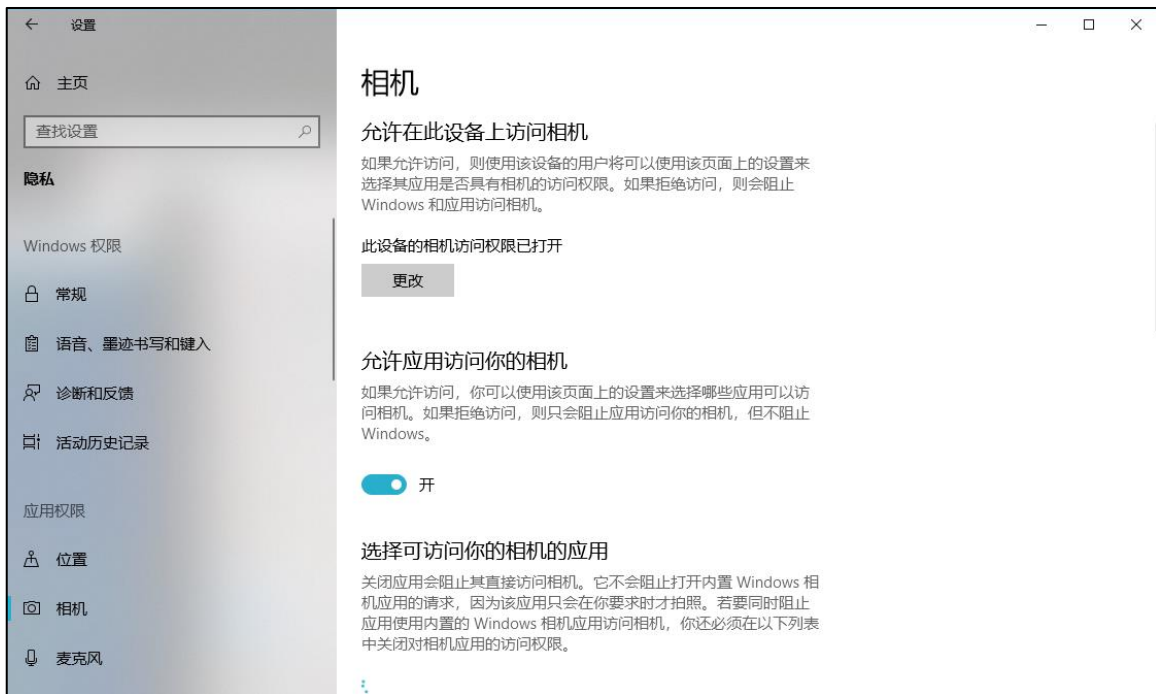 设置
主页
查找设置
隐私
Windows 权限
常规
语音、墨迹书写和键入
诊断和反馈
活动历史记录
应用权限
位置
相机
麦克风
相机
允许在此设备上访问相机
如果允许访问，则使用该设备的用户将可以使用该页面上的设置来
选择其应用是否具有相机的访问权限。如果拒绝访问，则会阻止
Windows 和应用访问相机。
此设备的相机访问权限已打开
更改
允许应用访问你的相机
如果允许访问，你可以使用该页面上的设置来选择哪些应用可以访
问相机。如果拒绝访问，则只会阻止应用访问你的相机，但不阻止
Windows。
开
选择可访问你的相机的应用
关闭应用会阻止其直接访问相机。它不会阻止打开内置 Windows 相
机应用的请求，因为该应用只会在你要求时才拍照。若要同时阻止
应用使用内置的 Windows 相机应用访问相机，你还必须在以下列表
中关闭对相机应用的访问权限。